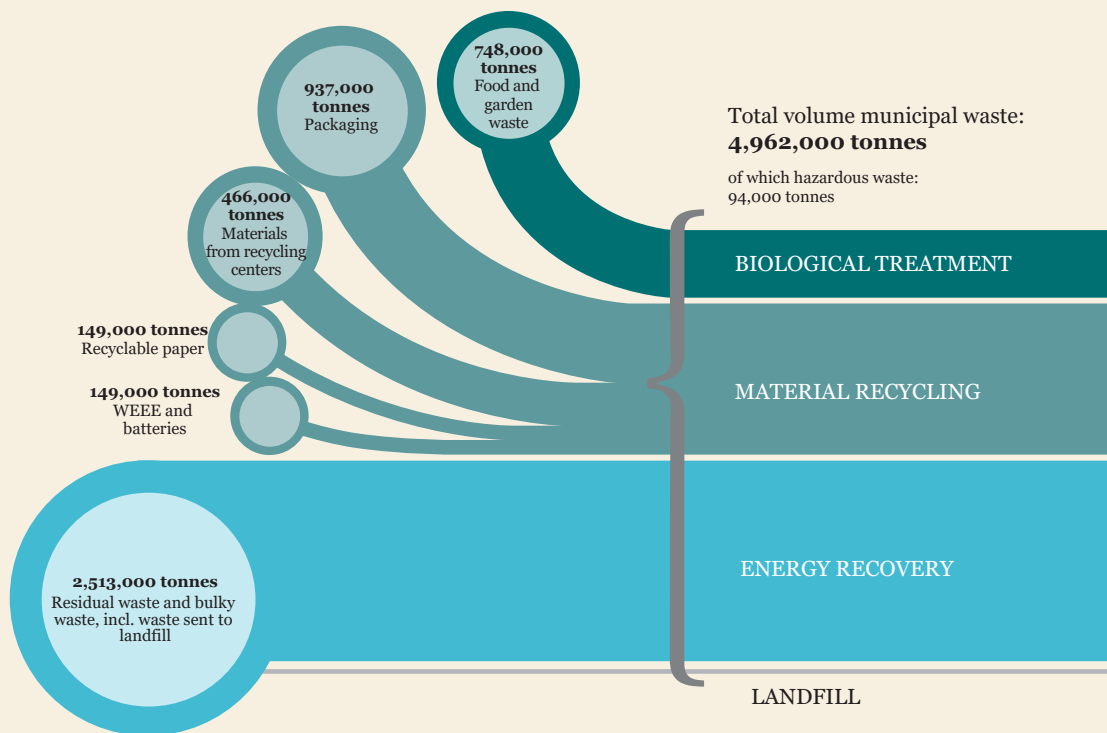 748,000
tonnes
Food and
garden
waste
937,000
tonnes
Packaging
Total volume municipal waste:
4,962,000 tonnes
of which hazardous waste:
94,000 tonnes
466,000
tonnes
Materials
from recycling
centers
BIOLOGICAL TREATMENT
149,000 tonnes
Recyclable paper
149,000 tonnes
WEEE and
batteries
MATERIAL RECYCLING
2,513,000 tonnes
Residual waste and bulky
waste, incl. waste sent to
landfill
ENERGY RECOVERY
LANDFILL